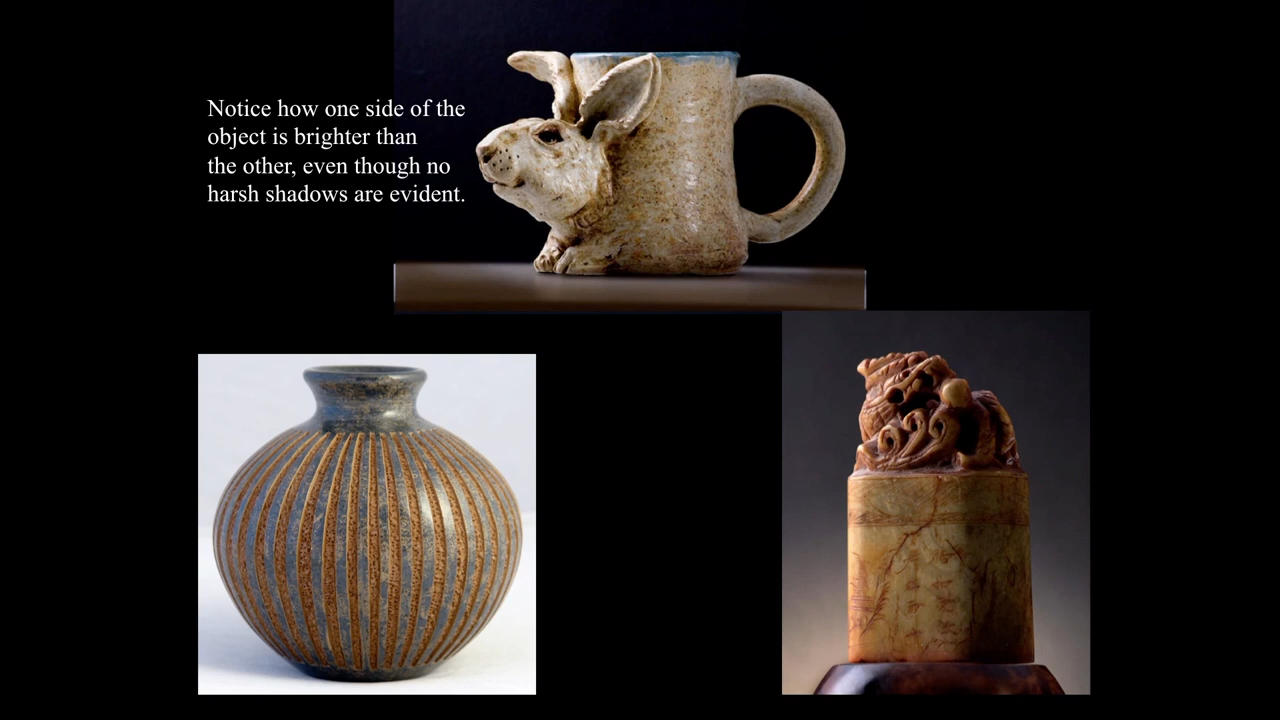 Notice how one side of the
object is brighter than
the other, even though no
harsh shadows are evident.